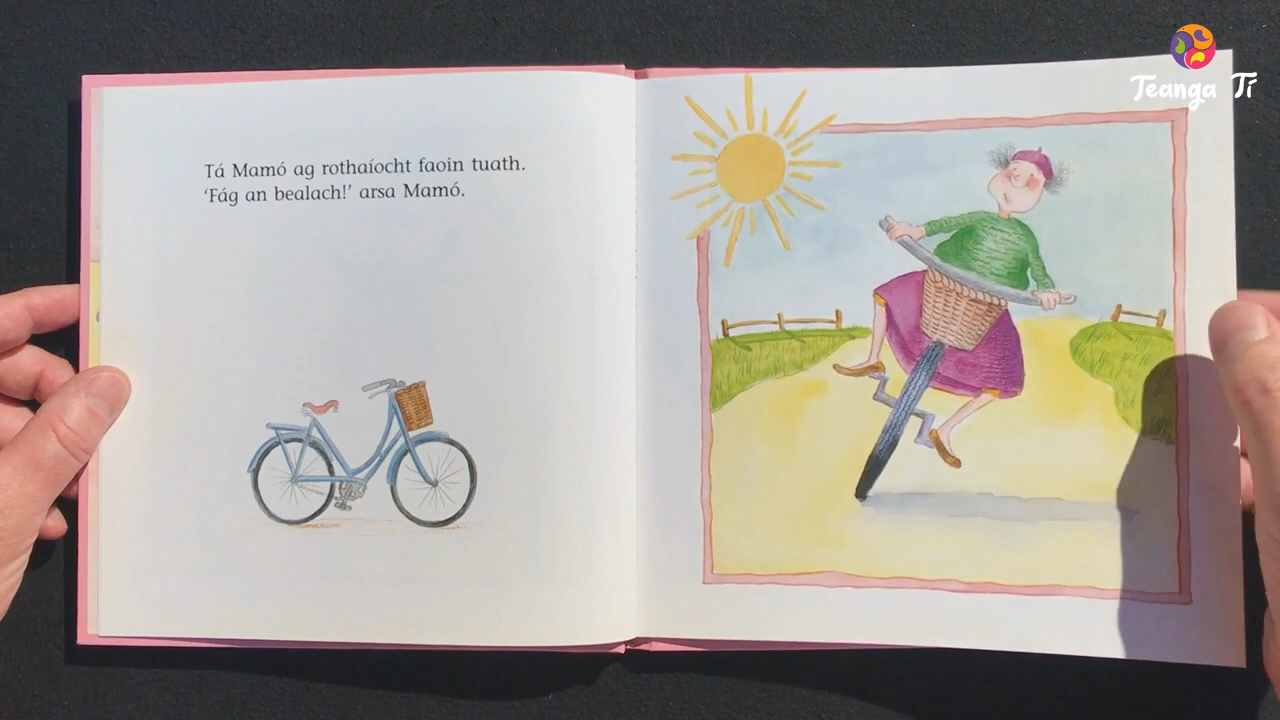 Tá Mamó ag rothaíocht faoin tuath.
‘Fág an bealach!’ arsa Mamó.
Teanga Tí